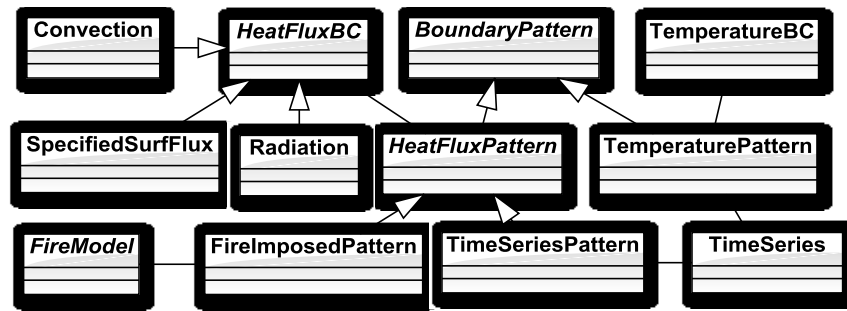 Convection
HeatFluxBC
BoundaryPattern
TemperatureBC
SpecifiedSurfFlux
Radiation
HeatFluxPattern
TemperaturePattern
FireModel
FireImposedPattern
TimeSeriesPattern
TimeSeries